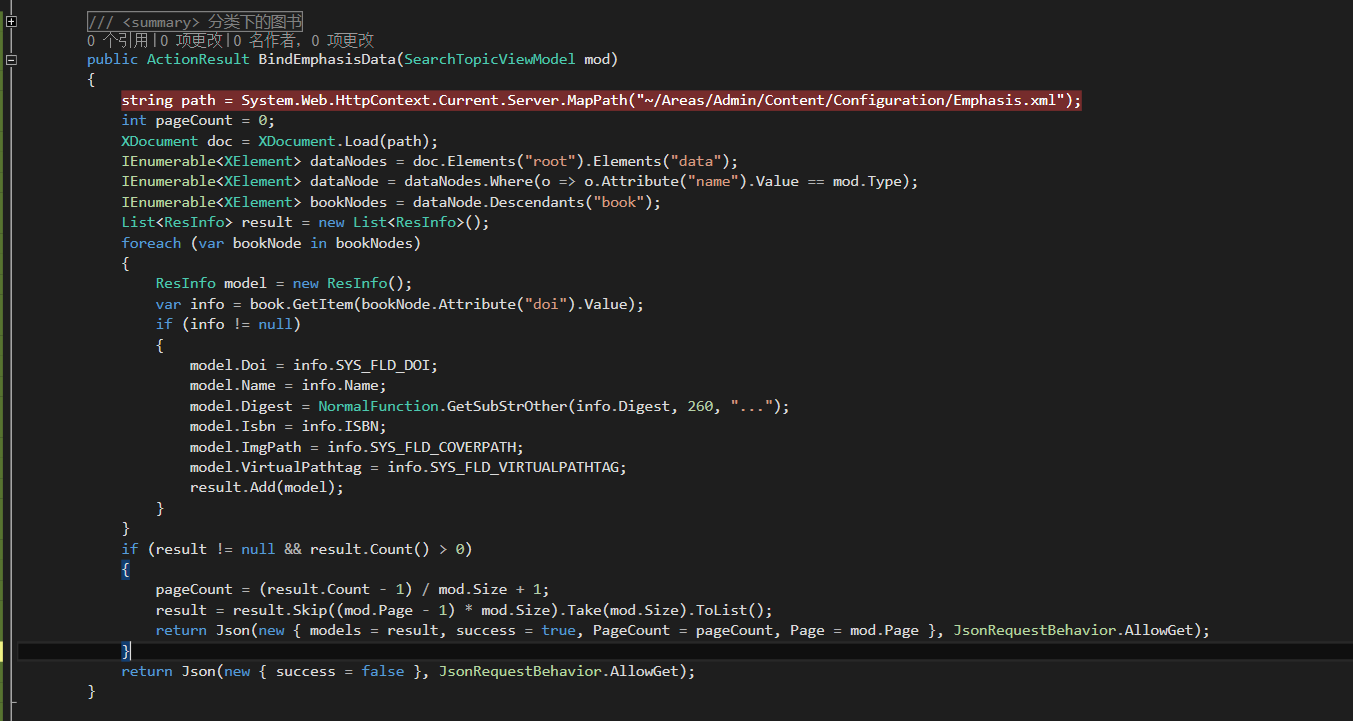 /// <summary> 分类下的图书
0 个引用|0 项更改|0 名作者, 0 项更改
public ActionResult BindEmphasisData(SearchTopicViewModel mod)
{
string path = System.Web.HttpContext.Current.Server.MapPath("~/Areas/Admin/Content/Configuration/Emphasis.xml");
int pageCount = 0;
XDocument doc = XDocument.Load(path);
IEnumerable<XElement> dataNodes = doc.Elements("root").Elements("data");
IEnumerable<XElement> dataNode = dataNodes.Where(o => o.Attribute("name").Value == mod.Type);
IEnumerable<XElement> bookNodes = dataNode.Descendants("book");
List<ResInfo> result = new List<ResInfo>();
foreach (var bookNode in bookNodes)
{
ResInfo model = new ResInfo();
var info = book.GetItem(bookNode.Attribute("doi").Value);
if (info != null)
{
model.Doi = info.SYS_FLD_DOI;
model.Name = info.Name;
model.Digest = NormalFunction.GetSubStrOther(info.Digest, 260, "...");
model.Isbn = info.ISBN;
model.ImgPath = info.SYS_FLD_COVERPATH;
model.VirtualPathtag = info.SYS_FLD_VIRTUALPATHTAG;
result.Add(model);
}
}
if (result != null && result.Count() > 0)
{
pageCount = (result.Count - 1) / mod.Size + 1;
result = result.Skip((mod.Page - 1) * mod.Size).Take(mod.Size).ToList();
return Json(new { models = result, success = true, PageCount = pageCount, Page = mod.Page }, JsonRequestBehavior.AllowGet);
}
return Json(new { success = false }, JsonRequestBehavior.AllowGet);
}